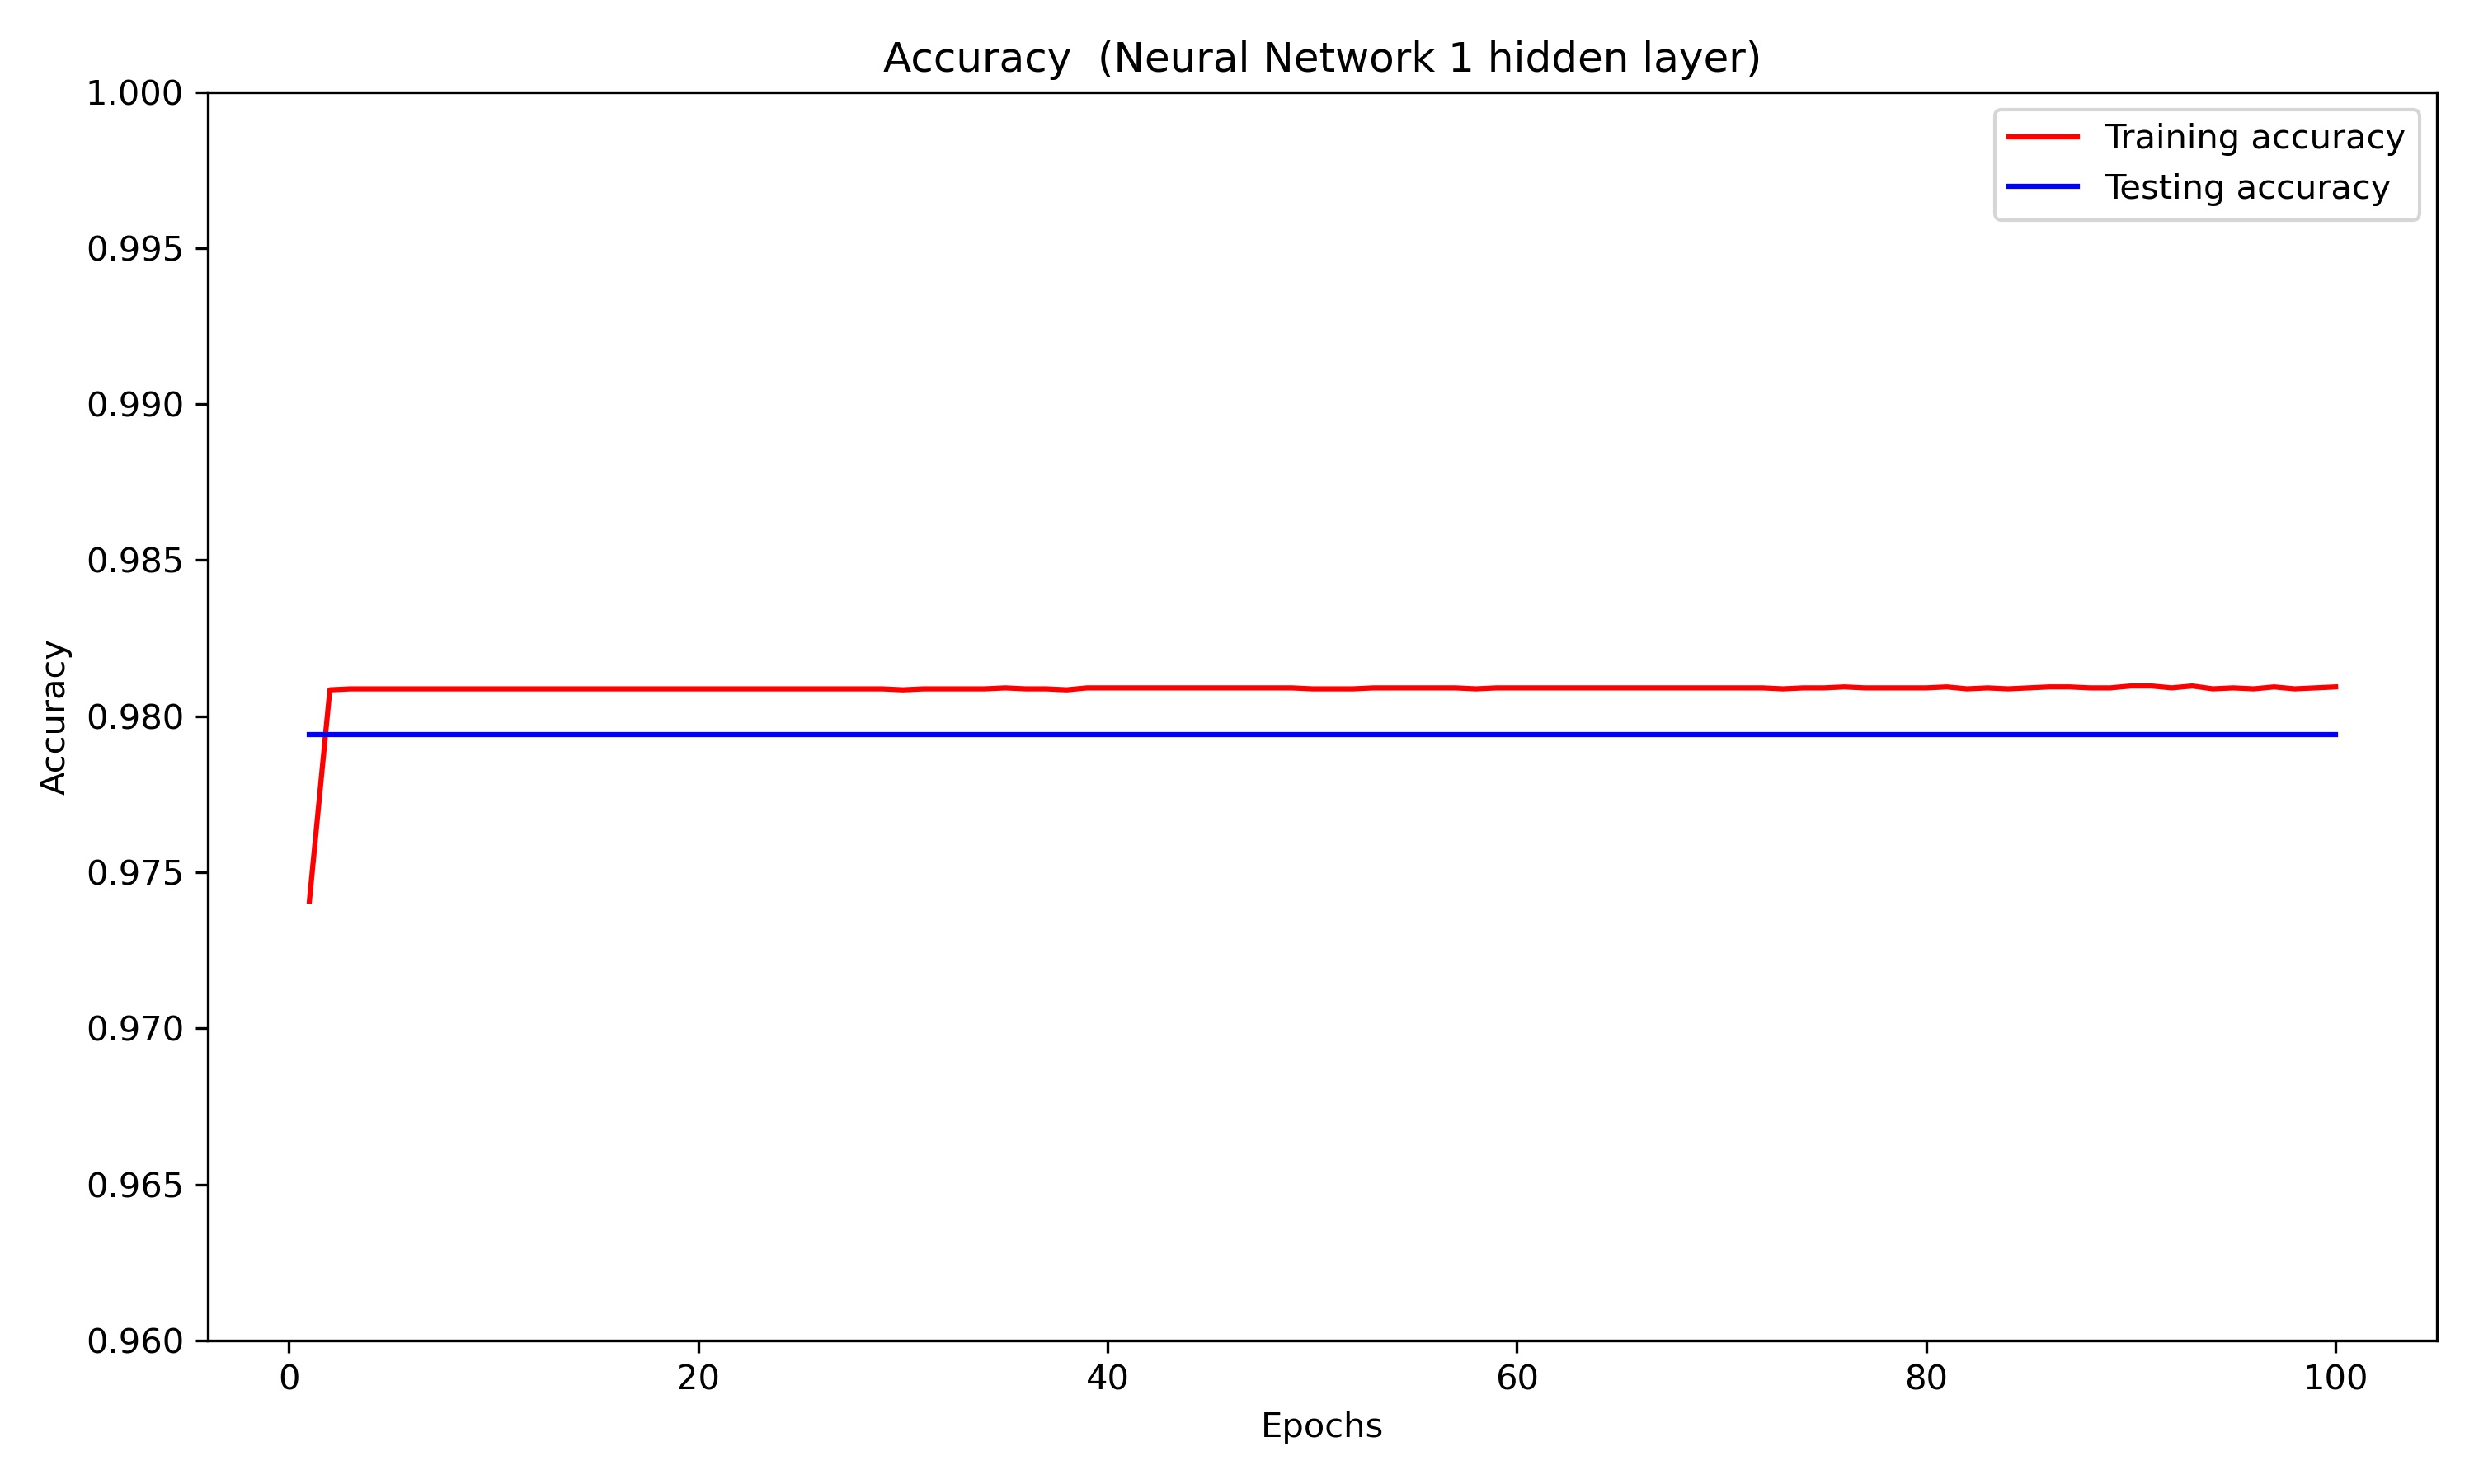 Accuracy  (Neural Network 1 hidden layer)
1.000
0.995
0.990
0.985
0.980
0.975
0.970
0.965
0.960
Accuracy
Training accuracy
Testing accuracy
0 20 40 60 80 100
Epochs